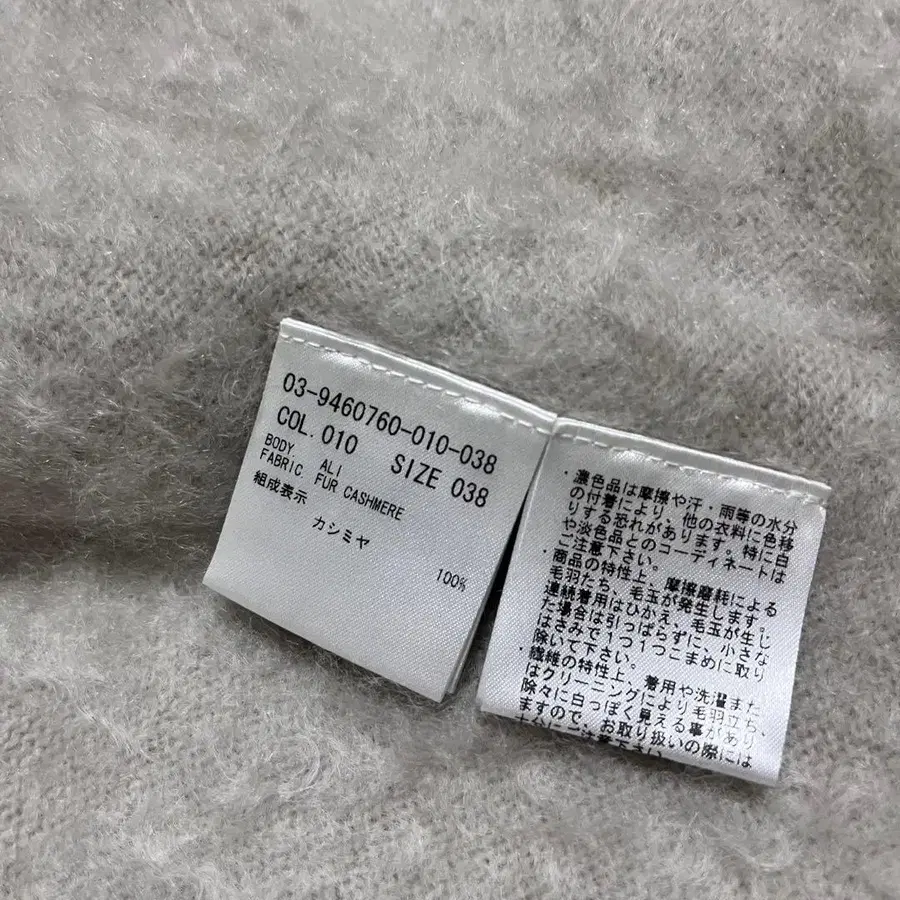 03-9460760-010-038
COL. 010 SIZE 038
BODY. ALI
FABRIC. FUR CASHMERE
組成表示
カシミヤ
100%
・濃色品は摩擦や汗・雨等の水分
の付着により、他の衣料に色移
りする恐れがあります。特に白
や淡色品とのコーディネートは
ご注意下さい。
・商品の特性上、摩擦磨耗による
毛羽たち、毛玉が発生します。
連続着用はひかえ、毛玉が生じ
た場合は引っぱらずに、小さな
はさみで1つ1つこまめに取り
除いて下さい。
・繊維の特性上、着用や洗濯また
はクリーニングにより毛羽立ち、
除々に白っぽく見える事があり
ますので、お取り扱いの際には
十分にご注意下さい。